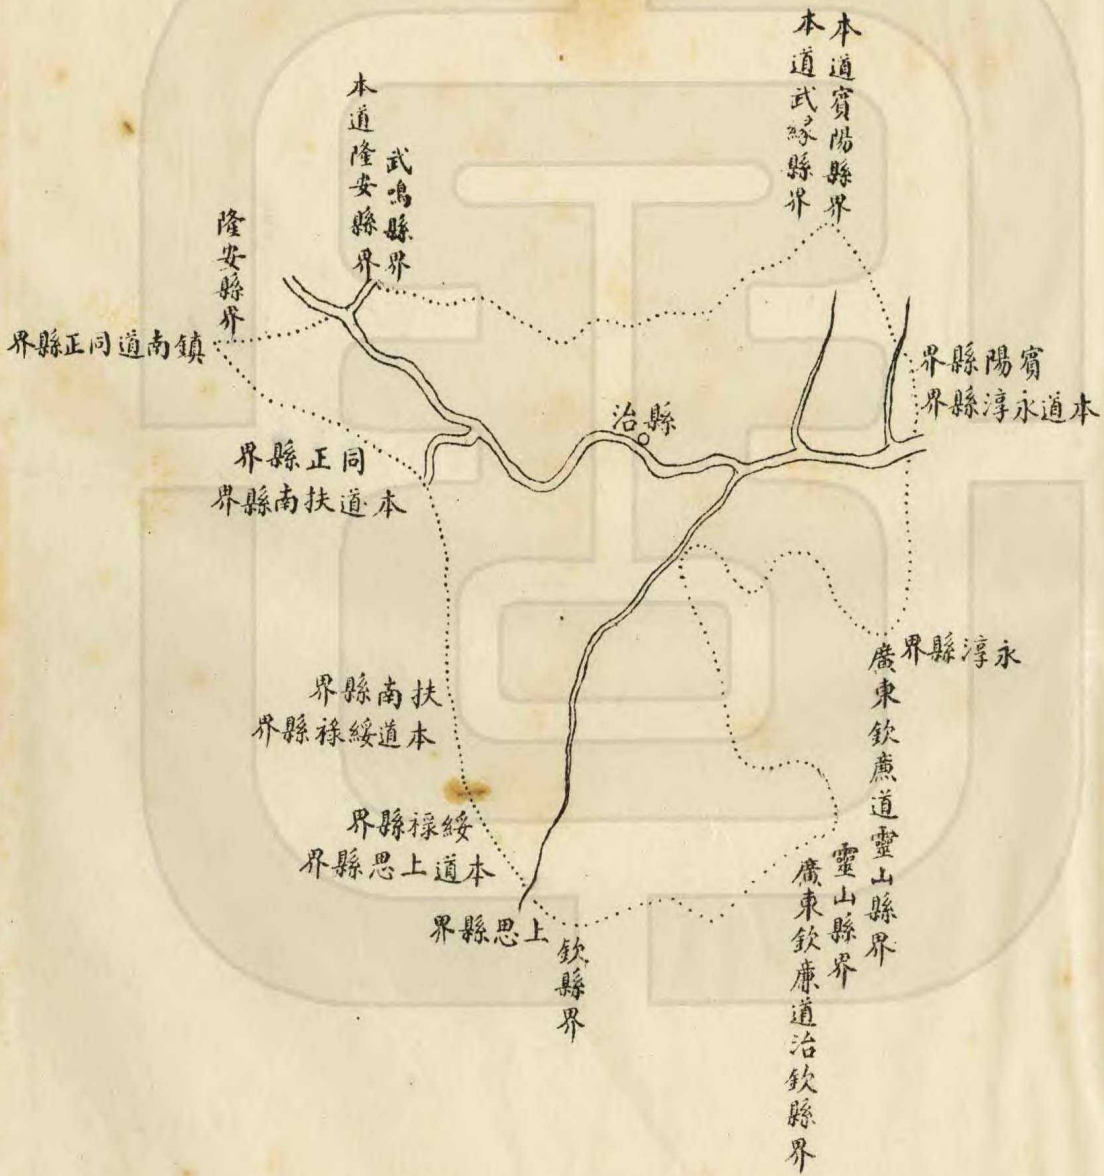 本道賓陽縣界
本道武緣縣界
武鳴縣界
本道隆安縣界
隆安縣界
鎮南道同正縣界
賓陽縣界
本道永淳縣界
縣治
同正縣界
本道扶南縣界
永淳縣界
廣東欽廉道靈山縣界
扶南縣界
本道綏祿縣界
靈山縣界
廣東欽廉道治欽縣界
綏祿縣界
本道上思縣界
上思縣界
欽縣界